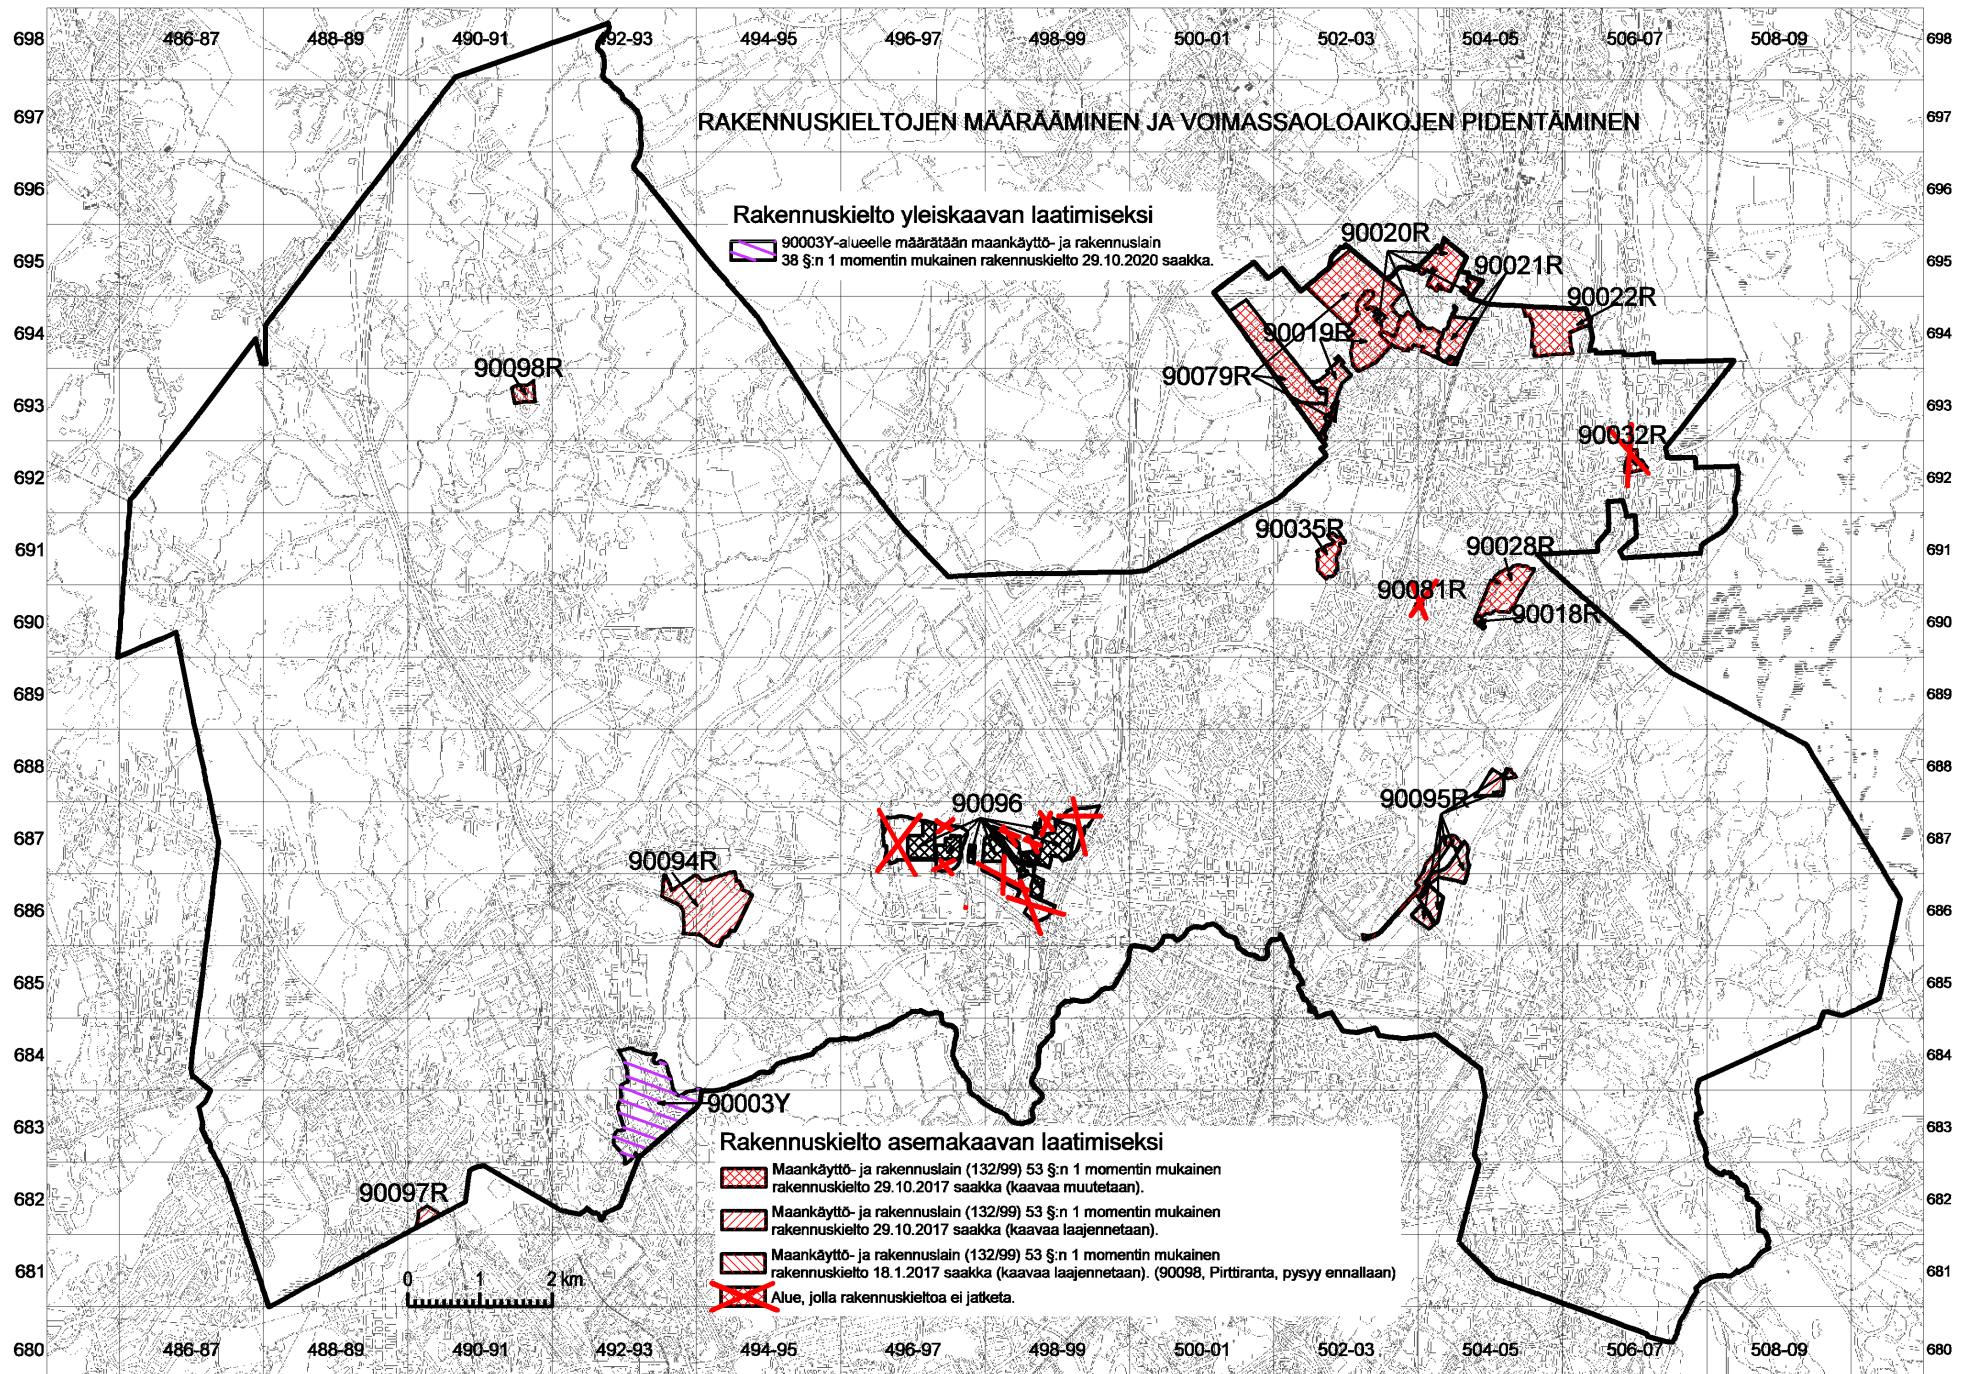 486-87 488-89 490-91 492-93 494-95 496-97 498-99 500-01 502-03 504-05 506-07 508-09
698 698
697 697
RAKENNUSKIELTOJEN MÄÄRÄÄMINEN JA VOIMASSAOLOAIKOJEN PIDENTÄMINEN
696 696
Rakennuskielto yleiskaavan laatimiseksi
90003Y-alueelle määrätään maankäyttö- ja rakennuslain
38 §:n 1 momentin mukainen rakennuskielto 29.10.2020 saakka.
695 695
90020R
90021R
90022R
694 694
90019R
90098R
90079R
693 693
90032R
692 692
90035R
691 691
90028R
90081R
90018R
690 690
689 689
688 688
90096
90095R
687 687
90094R
686 686
685 685
684 684
90003Y
683 683
Rakennuskielto asemakaavan laatimiseksi
Maankäyttö- ja rakennuslain (132/99) 53 §:n 1 momentin mukainen
rakennuskielto 29.10.2017 saakka (kaavaa muutetaan).
90097R
682 682
Maankäyttö- ja rakennuslain (132/99) 53 §:n 1 momentin mukainen
rakennuskielto 29.10.2017 saakka (kaavaa laajennetaan).
Maankäyttö- ja rakennuslain (132/99) 53 §:n 1 momentin mukainen
rakennuskielto 18.1.2017 saakka (kaavaa laajennetaan). (90098, Pirttiranta, pysyy ennallaan)
681 681
0 1 2 km
Alue, jolla rakennuskieltoa ei jatketa.
680 680
486-87 488-89 490-91 492-93 494-95 496-97 498-99 500-01 502-03 504-05 506-07 508-09